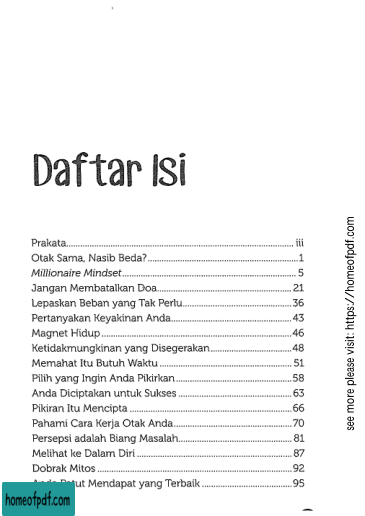 Daftar Isi
Prakata.......... iii
Otak Sama, Nasib Beda?.......... 1
Millionaire Mindset.......... 5
Jangan Membatalkan Doa.......... 21
Lepaskan Beban yang Tak Perlu.......... 36
Pertanyakan Keyakinan Anda.......... 43
Magnet Hidup.......... 46
Ketidakmungkinan yang Disegerakan.......... 48
Memahat Itu Butuh Waktu.......... 51
Pilih yang Ingin Anda Pikirkan.......... 58
Anda Diciptakan untuk Sukses.......... 63
Pikiran Itu Mencipta.......... 66
Pahami Cara Kerja Otak Anda.......... 70
Persepsi adalah Biang Masalah.......... 81
Melihat ke Dalam Diri.......... 87
Dobrak Mitos.......... 92
Mendapat yang Terbaik.......... 95
homeofpdf.com
see more please visit: https://homeofpdf.com